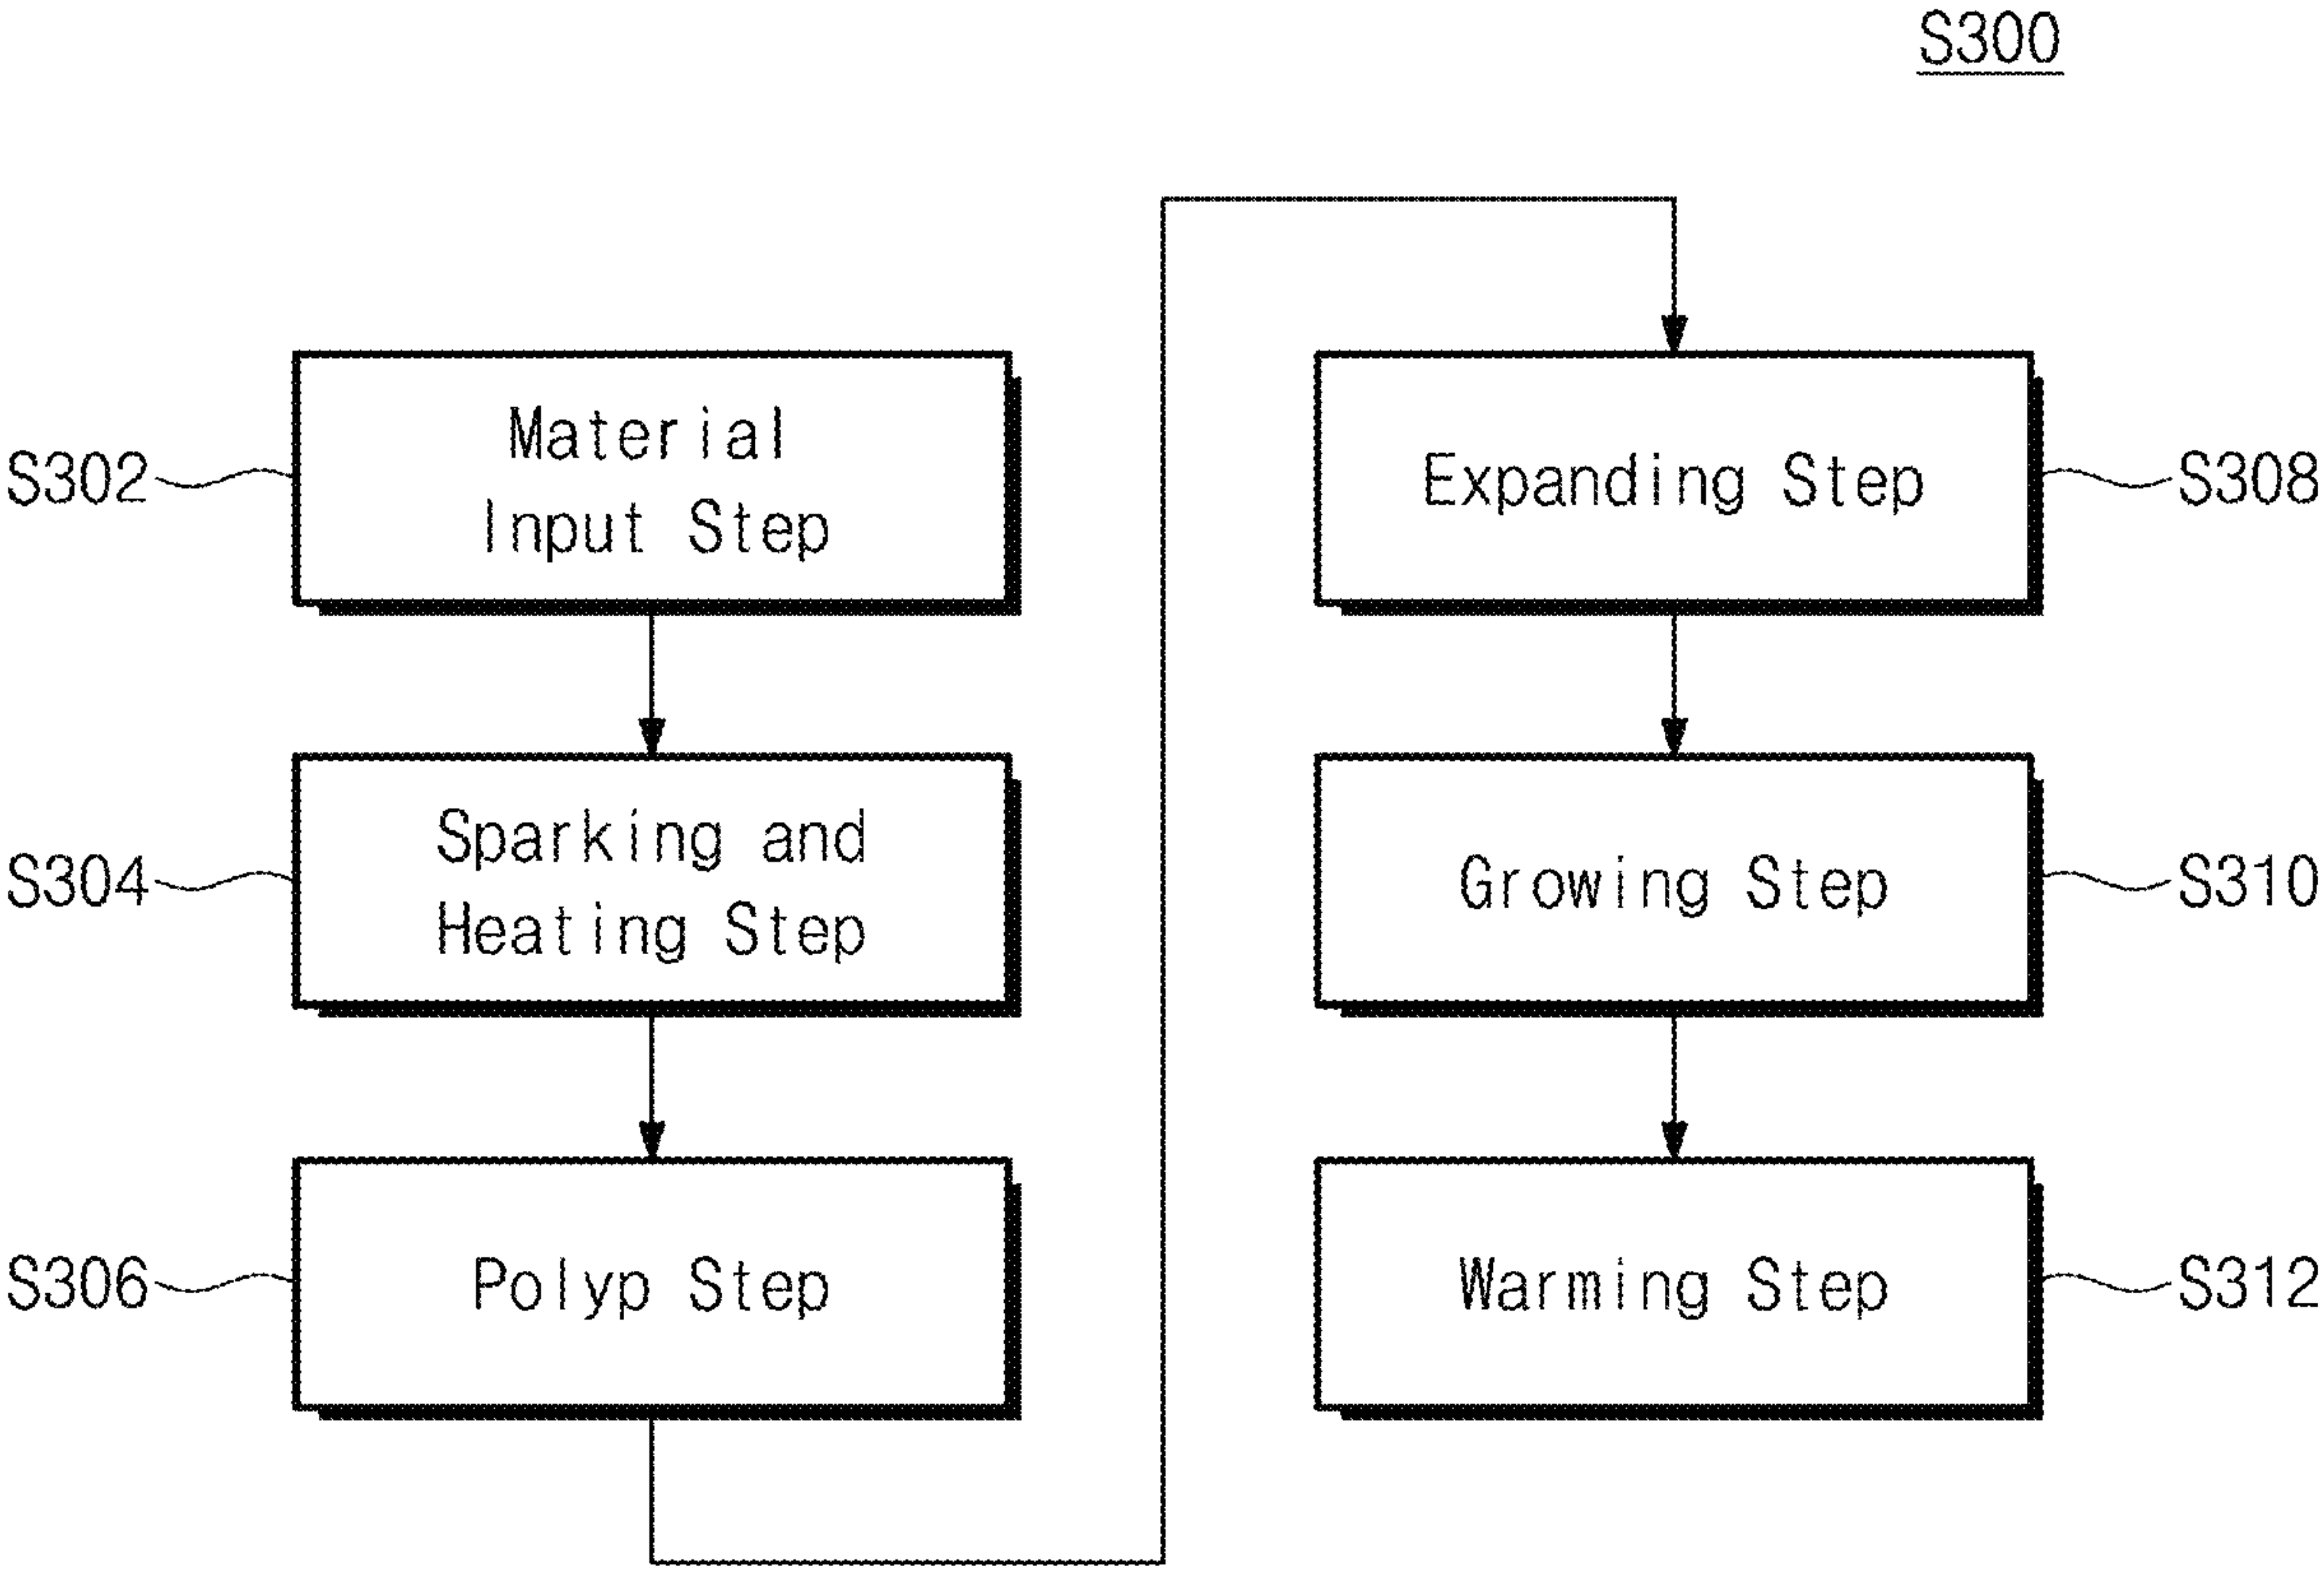 S300
S302
Material
Input Step
S304
Sparking and
Heating Step
S306
Polyp Step
Expanding Step
S308
Growing Step
S310
Warming Step
S312